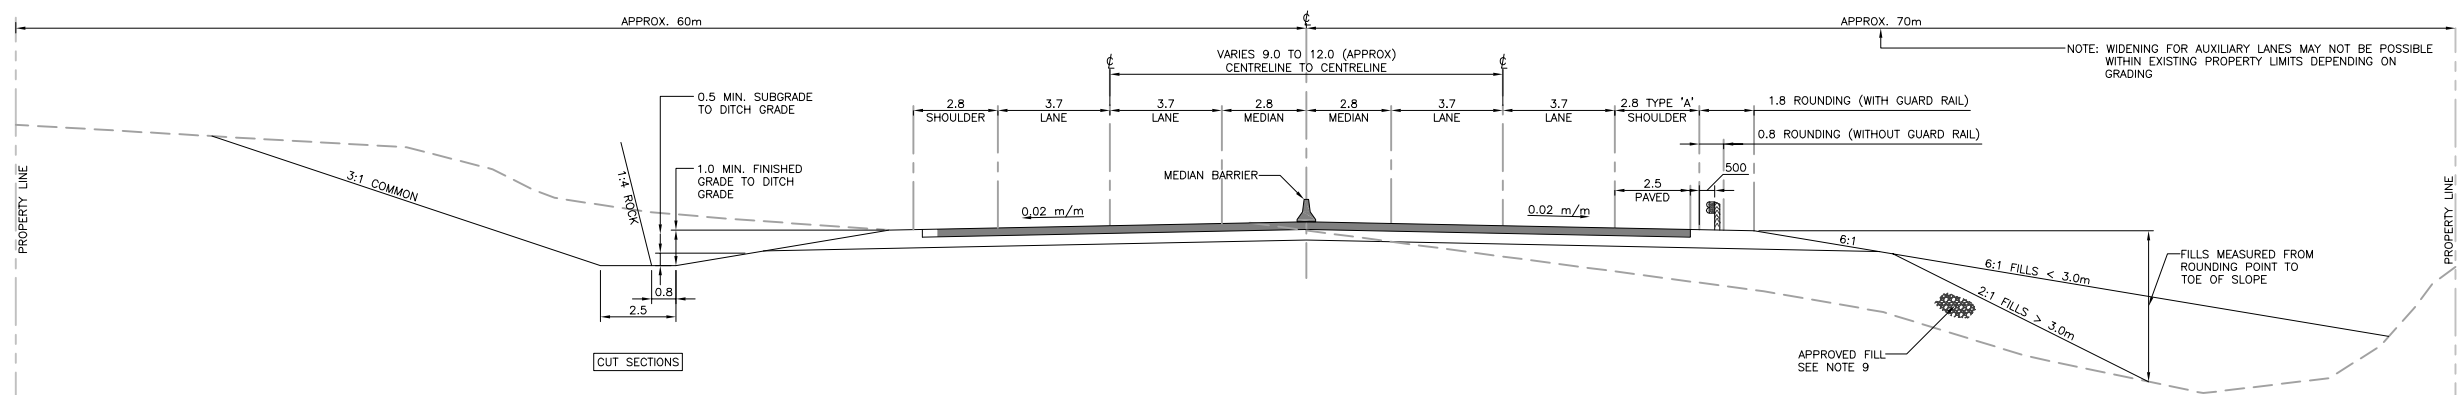 APPROX. 60m
℄
APPROX. 70m
VARIES 9.0 TO 12.0 (APPROX)
CENTRELINE TO CENTRELINE
℄
℄
NOTE: WIDENING FOR AUXILIARY LANES MAY NOT BE POSSIBLE
WITHIN EXISTING PROPERTY LIMITS DEPENDING ON
GRADING
0.5 MIN. SUBGRADE
TO DITCH GRADE
2.8
SHOULDER
3.7
LANE
3.7
LANE
2.8
MEDIAN
2.8
MEDIAN
3.7
LANE
3.7
LANE
2.8 TYPE 'A'
SHOULDER
1.8 ROUNDING (WITH GUARD RAIL)
0.8 ROUNDING (WITHOUT GUARD RAIL)
PROPERTY LINE
3:1 COMMON
1:4 ROCK
1.0 MIN. FINISHED
GRADE TO DITCH
GRADE
MEDIAN BARRIER
500
2.5
PAVED
0.02 m/m
0.02 m/m
6:1
6:1 FILLS < 3.0m
2:1 FILLS > 3.0m
FILLS MEASURED FROM
ROUNDING POINT TO
TOE OF SLOPE
PROPERTY LINE
0.8
2.5
CUT SECTIONS
APPROVED FILL
SEE NOTE 9